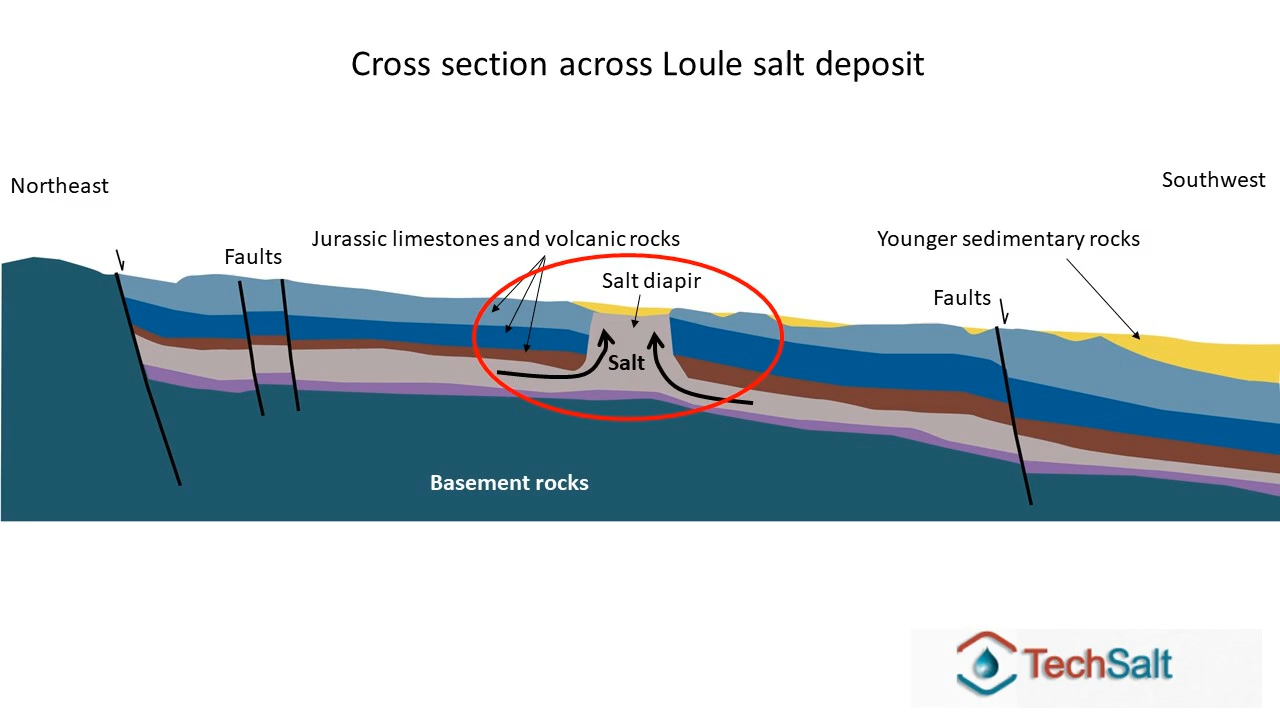 Cross section across Loule salt deposit
Northeast
Southwest
Faults
Jurassic limestones and volcanic rocks
Younger sedimentary rocks
Salt diapir
Faults
Salt
Basement rocks
TechSalt